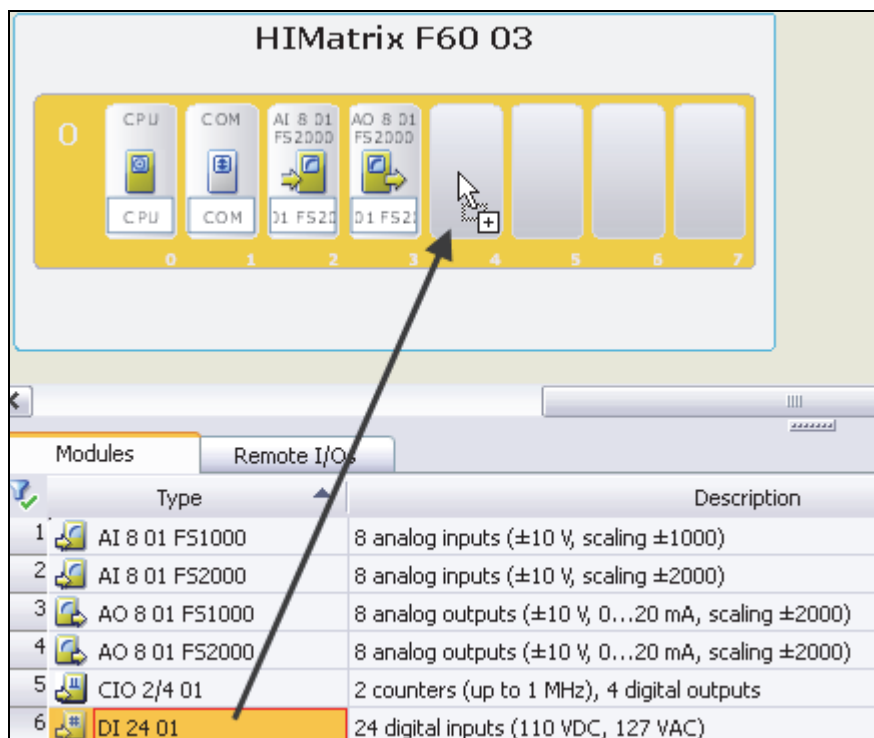 HIMatrix F60 03
0
CPU COM AI 8 01 FS2000 AO 8 01 FS2000
CPU COM 01 FS20 01 FS2
0 1 2 3 4 5 6 7
Modules Remote I/Os
Type Description
1 AI 8 01 FS1000 8 analog inputs (±10 V, scaling ±1000)
2 AI 8 01 FS2000 8 analog inputs (±10 V, scaling ±2000)
3 AO 8 01 FS1000 8 analog outputs (±10 V, 0...20 mA, scaling ±2000)
4 AO 8 01 FS2000 8 analog outputs (±10 V, 0...20 mA, scaling ±2000)
5 CIO 2/4 01 2 counters (up to 1 MHz), 4 digital outputs
6 DI 24 01 24 digital inputs (110 VDC, 127 VAC)